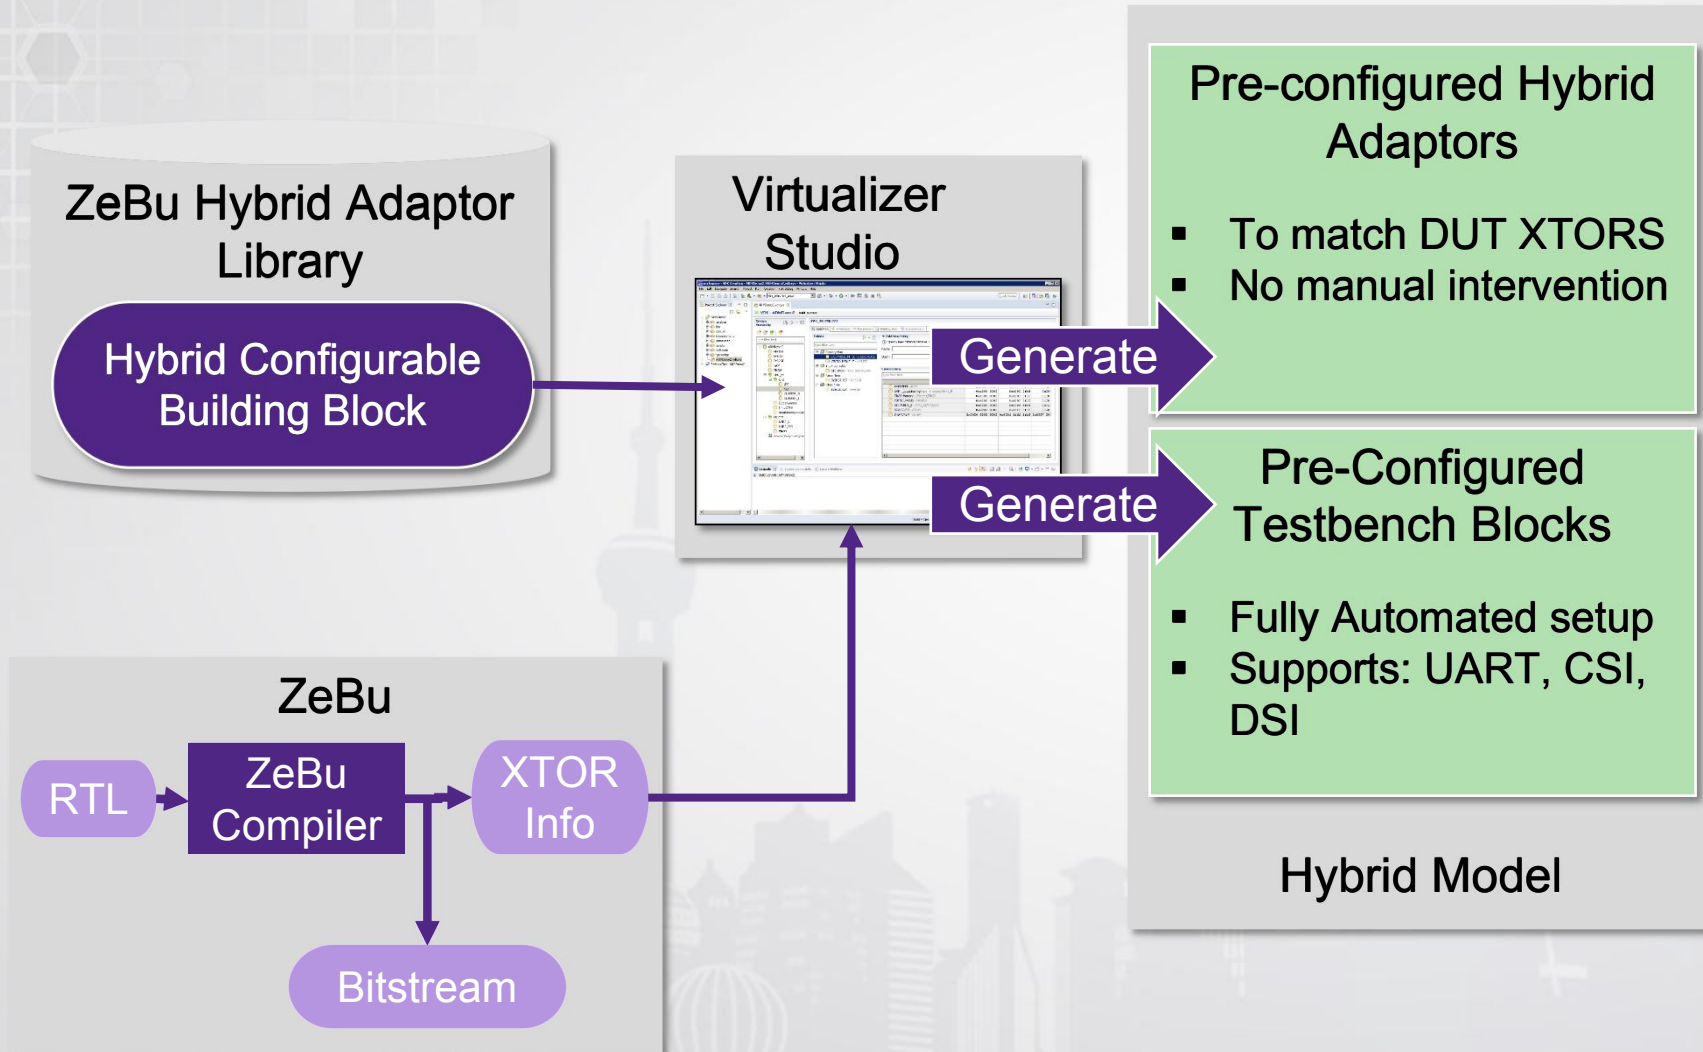 ZeBu Hybrid Adaptor
Library
Hybrid Configurable
Building Block
Virtualizer
Studio
Generate
Generate
Pre-configured Hybrid
Adaptors
▪ To match DUT XTORS
▪ No manual intervention
Pre-Configured
Testbench Blocks
▪ Fully Automated setup
▪ Supports: UART, CSI,
DSI
Hybrid Model
ZeBu
RTL
ZeBu
Compiler
XTOR
Info
Bitstream